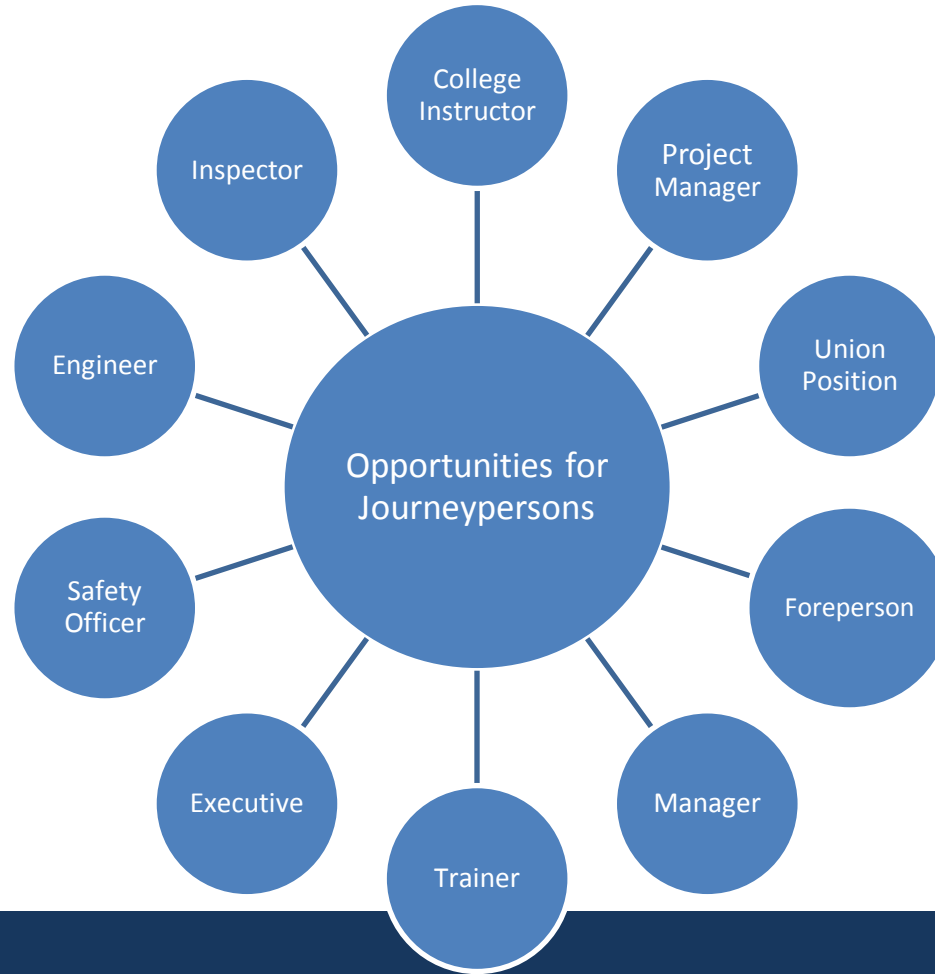 College
Instructor
Project
Manager
Union
Position
Foreperson
Manager
Trainer
Executive
Safety
Officer
Engineer
Inspector
Opportunities for
Journeypersons